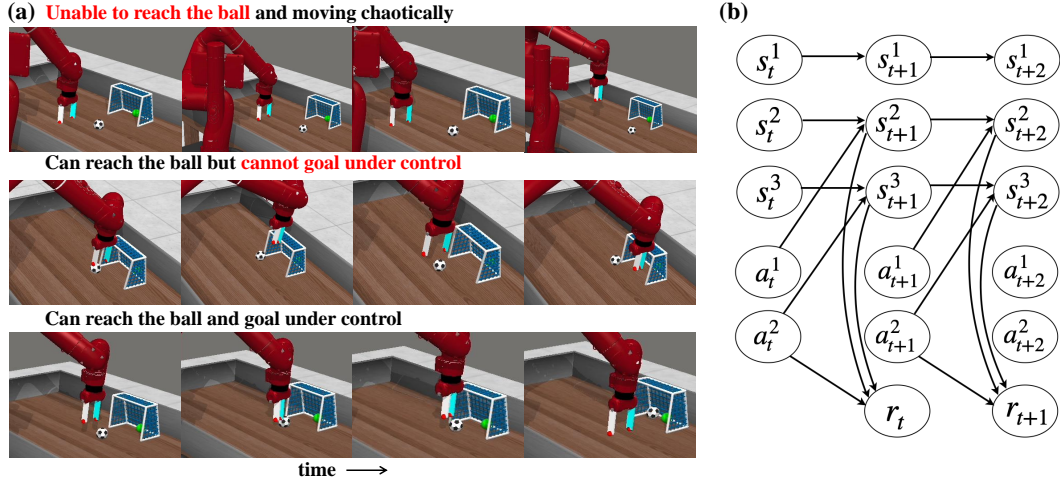 (a) Unable to reach the ball and moving chaotically
Can reach the ball but cannot goal under control
Can reach the ball and goal under control
time
(b)
s_t^1 s_{t+1}^1 s_{t+2}^1
s_t^2 s_{t+1}^2 s_{t+2}^2
s_t^3 s_{t+1}^3 s_{t+2}^3
a_t^1 a_{t+1}^1 a_{t+2}^1
a_t^2 a_{t+1}^2 a_{t+2}^2
r_t r_{t+1}